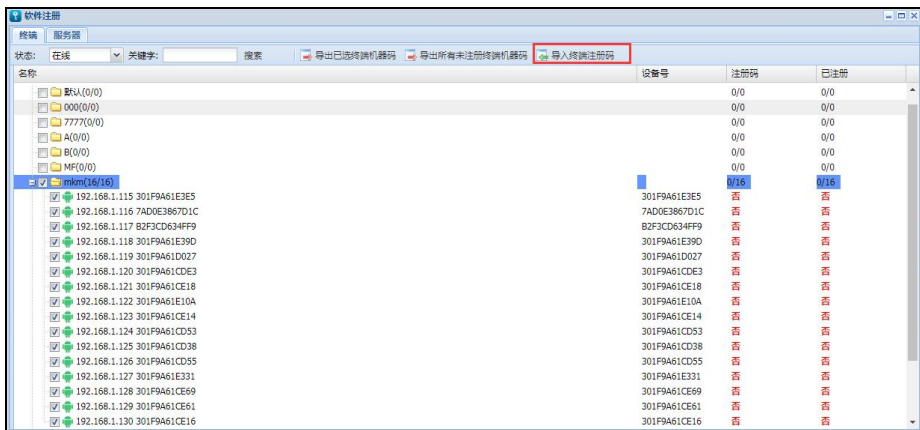 软件注册
终端 服务器
状态: 在线 关键字: 搜索 导出已选终端机器码 导出所有未注册终端机器码 导入终端注册码
名称 设备号 注册码 已注册
默认(0/0) 0/0 0/0
000(0/0) 0/0 0/0
7777(0/0) 0/0 0/0
A(0/0) 0/0 0/0
B(0/0) 0/0 0/0
MF(0/0) 0/0 0/0
mkm(16/16) 0/16 0/16
192.168.1.115 301F9A61E3E5 301F9A61E3E5 否 否
192.168.1.116 7AD0E3867D1C 7AD0E3867D1C 否 否
192.168.1.117 B2F3CD634FF9 B2F3CD634FF9 否 否
192.168.1.118 301F9A61E39D 301F9A61E39D 否 否
192.168.1.119 301F9A61D027 301F9A61D027 否 否
192.168.1.120 301F9A61CDE3 301F9A61CDE3 否 否
192.168.1.121 301F9A61CE18 301F9A61CE18 否 否
192.168.1.122 301F9A61E10A 301F9A61E10A 否 否
192.168.1.123 301F9A61CE14 301F9A61CE14 否 否
192.168.1.124 301F9A61CD53 301F9A61CD53 否 否
192.168.1.125 301F9A61CD38 301F9A61CD38 否 否
192.168.1.126 301F9A61CD55 301F9A61CD55 否 否
192.168.1.127 301F9A61E331 301F9A61E331 否 否
192.168.1.128 301F9A61CE69 301F9A61CE69 否 否
192.168.1.129 301F9A61CE61 301F9A61CE61 否 否
192.168.1.130 301F9A61CE16 301F9A61CE16 否 否